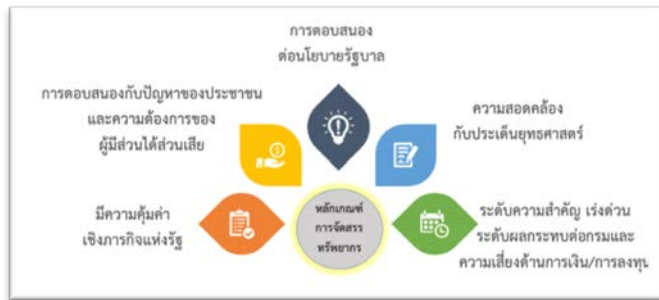 การตอบสนอง
ต่อนโยบายรัฐบาล
การตอบสนองกับปัญหาของประชาชน
และความต้องการของ
ผู้มีส่วนได้ส่วนเสีย
ความสอดคล้อง
กับประเด็นยุทธศาสตร์
มีความคุ้มค่า
เชิงภารกิจแห่งรัฐ
หลักเกณฑ์
การจัดสรร
ทรัพยากร
ระดับความสำคัญ เร่งด่วน
ระดับผลกระทบต่อกรมและ
ความเสี่ยงด้านการเงิน/การลงทุน